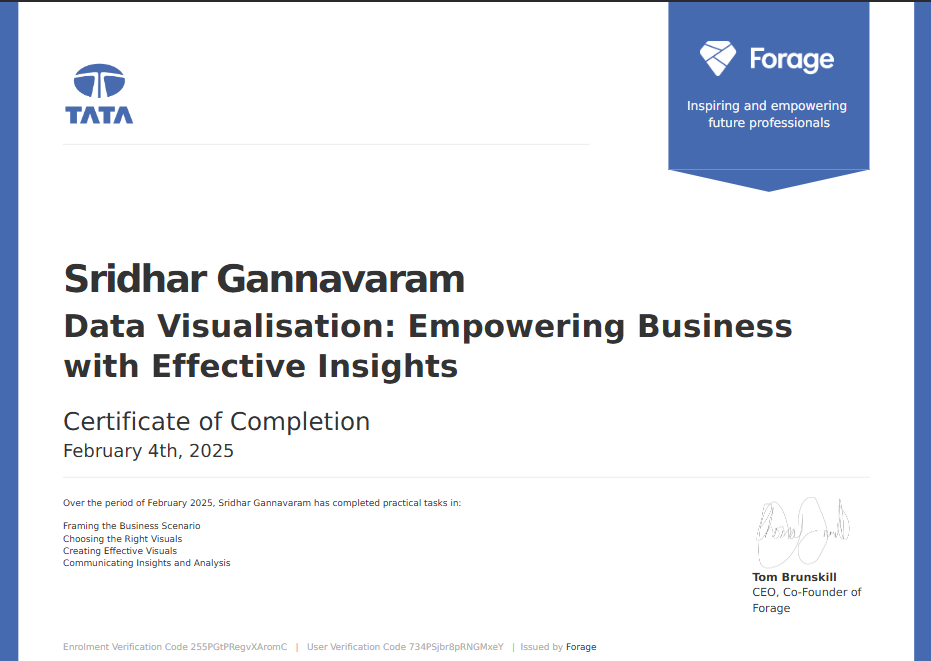 TATA
Forage
Inspiring and empowering
future professionals
Sridhar Gannavaram
Data Visualisation: Empowering Business
with Effective Insights
Certificate of Completion
February 4th, 2025
Over the period of February 2025, Sridhar Gannavaram has completed practical tasks in:
Framing the Business Scenario
Choosing the Right Visuals
Creating Effective Visuals
Communicating Insights and Analysis
Tom Brunskill
CEO, Co-Founder of
Forage
Enrolment Verification Code 255PGtPRegvXAromC | User Verification Code 734PSjbr8pRNGMxeY | Issued by Forage